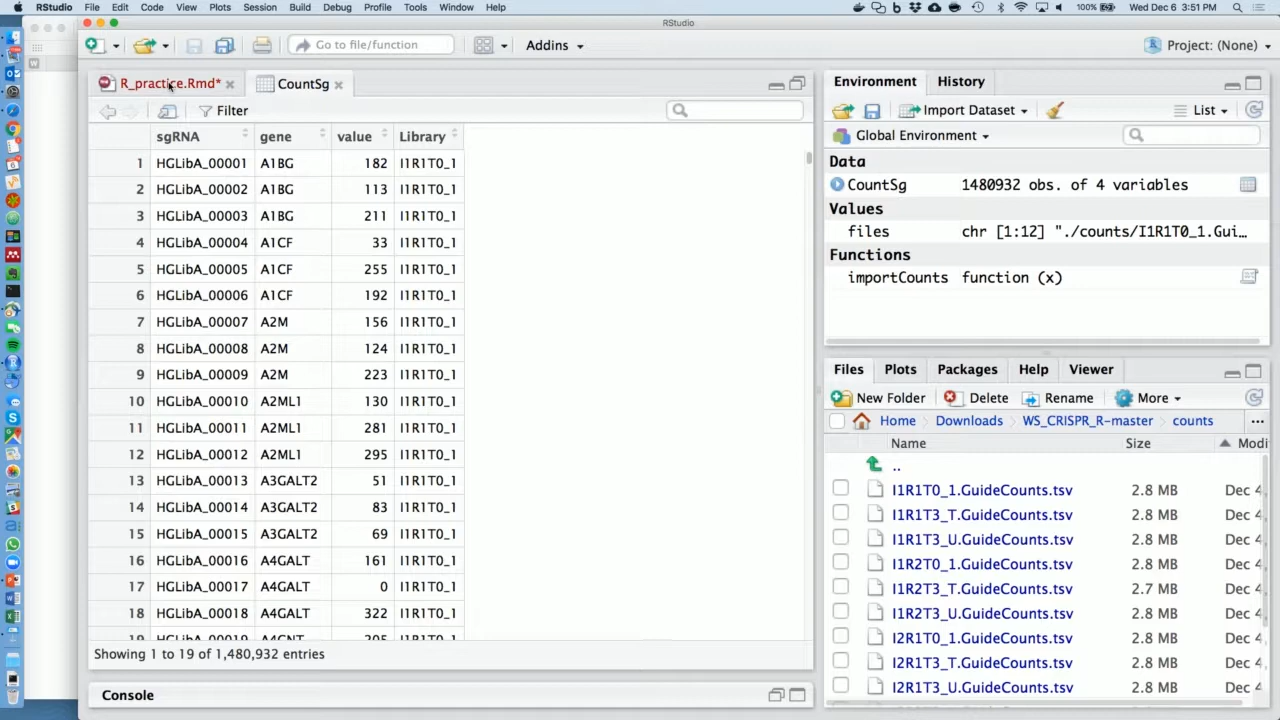 RStudio File Edit Code View Plots Session Build Debug Profile Tools Window Help 100% Wed Dec 6 3:51 PM
RStudio
Go to file/function Addins Project: (None)
R_practice.Rmd* CountSg
Filter
sgRNA gene value Library
1 HGLibA_00001 A1BG 182 I1R1T0_1
2 HGLibA_00002 A1BG 113 I1R1T0_1
3 HGLibA_00003 A1BG 211 I1R1T0_1
4 HGLibA_00004 A1CF 33 I1R1T0_1
5 HGLibA_00005 A1CF 255 I1R1T0_1
6 HGLibA_00006 A1CF 192 I1R1T0_1
7 HGLibA_00007 A2M 156 I1R1T0_1
8 HGLibA_00008 A2M 124 I1R1T0_1
9 HGLibA_00009 A2M 223 I1R1T0_1
10 HGLibA_00010 A2ML1 130 I1R1T0_1
11 HGLibA_00011 A2ML1 281 I1R1T0_1
12 HGLibA_00012 A2ML1 295 I1R1T0_1
13 HGLibA_00013 A3GALT2 51 I1R1T0_1
14 HGLibA_00014 A3GALT2 83 I1R1T0_1
15 HGLibA_00015 A3GALT2 69 I1R1T0_1
16 HGLibA_00016 A4GALT 161 I1R1T0_1
17 HGLibA_00017 A4GALT 0 I1R1T0_1
18 HGLibA_00018 A4GALT 322 I1R1T0_1
19 HGLibA_00019 A4GNT 205 I1R1T0_1
Showing 1 to 19 of 1,480,932 entries
Console
Environment History
Import Dataset List
Global Environment
Data
CountSg 1480932 obs. of 4 variables
Values
files chr [1:12] "./counts/I1R1T0_1.Gui…
Functions
importCounts function (x)
Files Plots Packages Help Viewer
New Folder Delete Rename More
Home Downloads WS_CRISPR_R-master counts ...
Name Size Modi
..
I1R1T0_1.GuideCounts.tsv 2.8 MB Dec 4
I1R1T3_T.GuideCounts.tsv 2.8 MB Dec 4
I1R1T3_U.GuideCounts.tsv 2.8 MB Dec 4
I1R2T0_1.GuideCounts.tsv 2.8 MB Dec 4
I1R2T3_T.GuideCounts.tsv 2.7 MB Dec 4
I1R2T3_U.GuideCounts.tsv 2.8 MB Dec 4
I2R1T0_1.GuideCounts.tsv 2.8 MB Dec 4
I2R1T3_T.GuideCounts.tsv 2.8 MB Dec 4
I2R1T3_U.GuideCounts.tsv 2.8 MB Dec 4